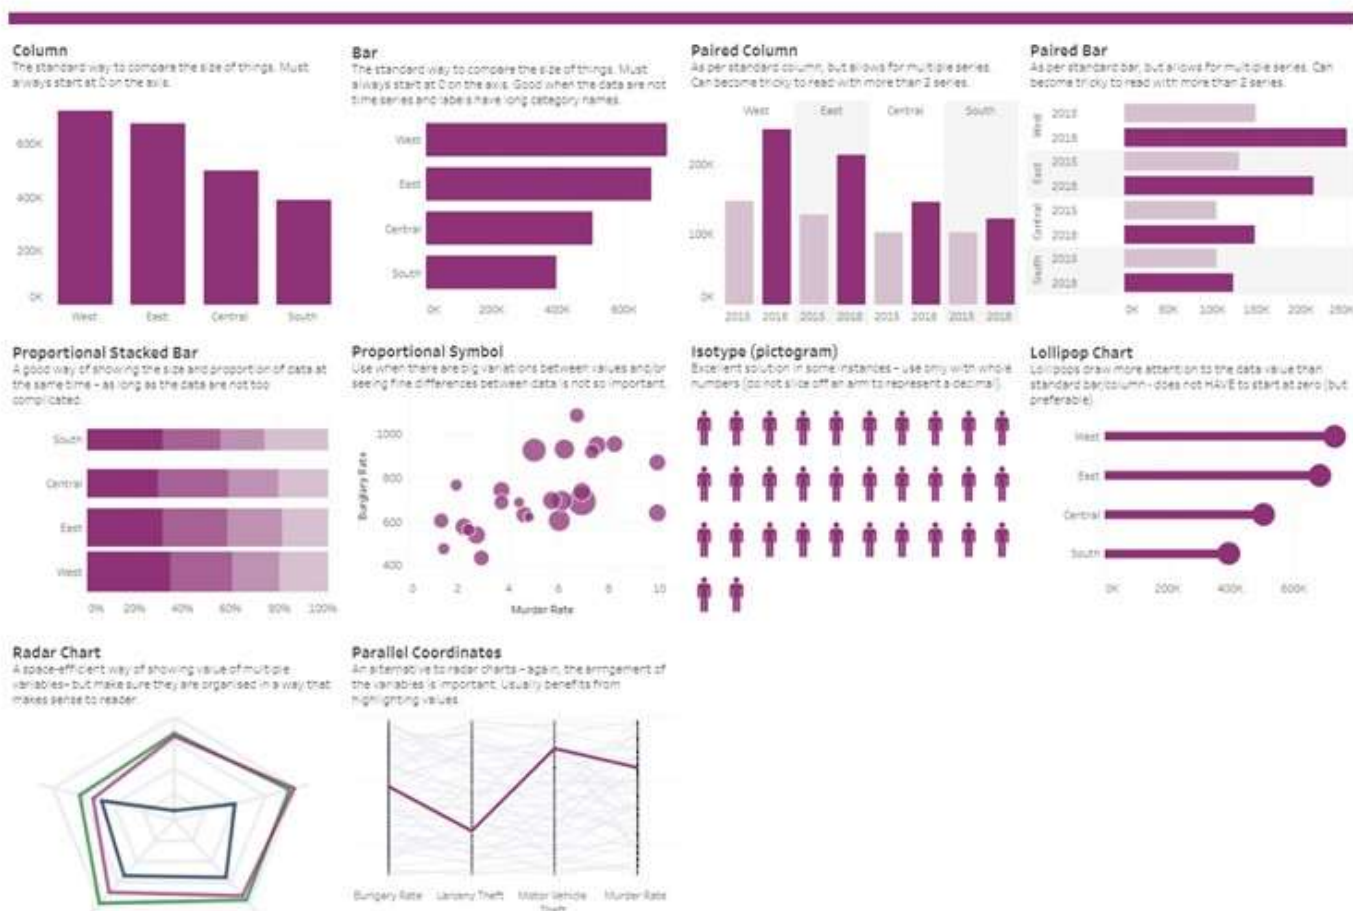 Column
The standard way to compare the size of things. Must
always start at 0 on the axis.
600K
400K
200K
0K
West East Central South
Bar
The standard way to compare the size of things. Must
always start at 0 on the axis. Good when the data are not
time series and labels have long category names.
West
East
Central
South
0K 200K 400K 600K
Paired Column
As per standard column, but allows for multiple series.
Can become tricky to read with more than 2 series.
West East Central South
200K
100K
0K
2015 2018 2015 2018 2015 2018 2015 2018
Paired Bar
As per standard bar, but allows for multiple series. Can
become tricky to read with more than 2 series.
West 2015
2018
East 2015
2018
Central 2015
2018
South 2015
2018
0K 50K 100K 150K 200K 250K
Proportional Stacked Bar
A good way of showing the size and proportion of data at
the same time – as long as the data are not too
complicated.
South
Central
East
West
0% 20% 40% 60% 80% 100%
Proportional Symbol
Use when there are big variations between values and/or
seeing fine differences between data is not so important.
Burglary Rate
1000
800
600
400
0 2 4 6 8 10
Murder Rate
Isotype (pictogram)
Excellent solution in some instances – use only with whole
numbers (do not slice off an arm to represent a decimal).
Lollipop Chart
Lollipops draw more attention to the data value than
standard bar/column - does not HAVE to start at zero (but
preferable)
West
East
Central
South
0K 200K 400K 600K
Radar Chart
A space-efficient way of showing value of multiple
variables– but make sure they are organised in a way that
makes sense to reader.
Parallel Coordinates
An alternative to radar charts – again, the arrngement of
the variables is important. Usually benefits from
highlighting values.
Burgery Rate Larceny Theft Motor Vehicle Murder Rate
Theft